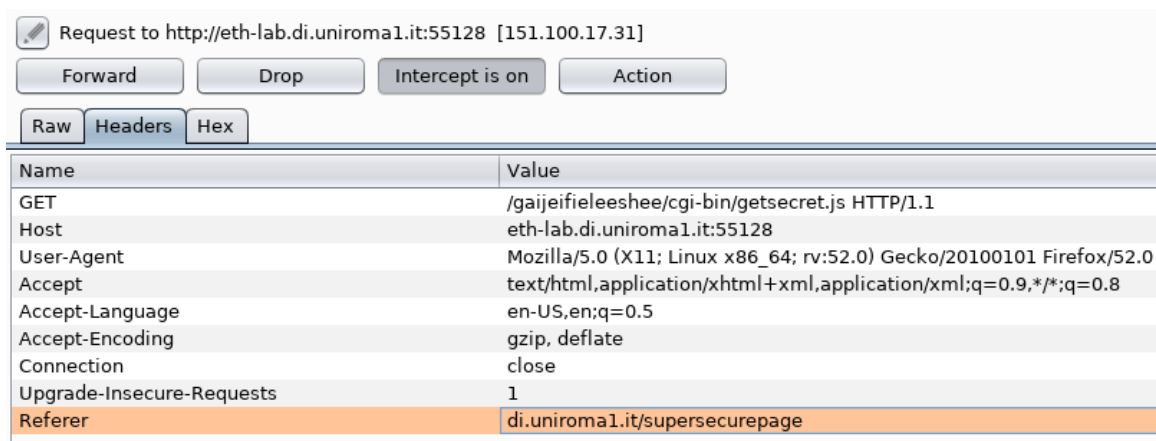 Request to http://eth-lab.di.uniroma1.it:55128 [151.100.17.31]
Forward Drop Intercept is on Action
Raw Headers Hex
Name Value
GET /gaijeifieleeshee/cgi-bin/getsecret.js HTTP/1.1
Host eth-lab.di.uniroma1.it:55128
User-Agent Mozilla/5.0 (X11; Linux x86_64; rv:52.0) Gecko/20100101 Firefox/52.0
Accept text/html,application/xhtml+xml,application/xml;q=0.9,*/*;q=0.8
Accept-Language en-US,en;q=0.5
Accept-Encoding gzip, deflate
Connection close
Upgrade-Insecure-Requests 1
Referer di.uniroma1.it/supersecurepage